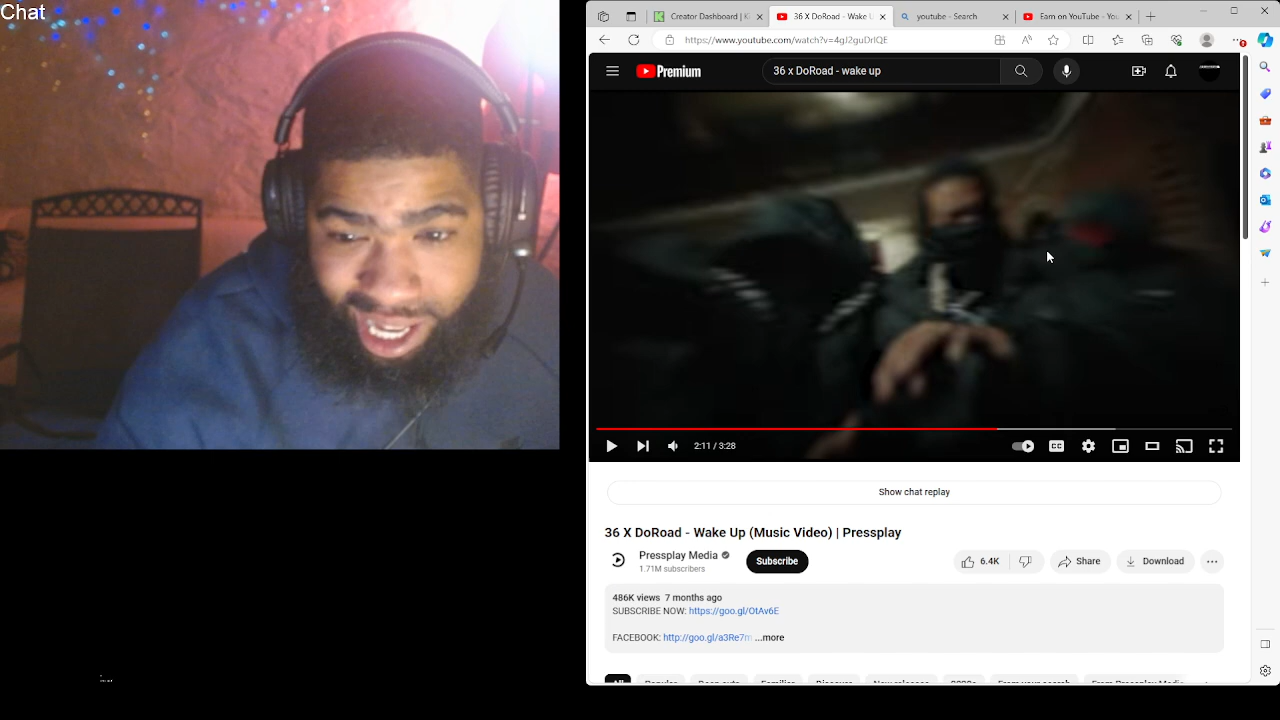 Chat
Creator Dashboard | Ki
36 X DoRoad - Wake U
youtube - Search
Earn on YouTube - You
https://www.youtube.com/watch?v=4gJ2guDrIQE
Premium
36 x DoRoad - wake up
2:11 / 3:28
CC
Show chat replay
36 X DoRoad - Wake Up (Music Video) | Pressplay
Pressplay Media
1.71M subscribers
Subscribe
6.4K
Share
Download
486K views 7 months ago
SUBSCRIBE NOW: https://goo.gl/OtAv6E
FACEBOOK: http://goo.gl/a3Re7m ...more